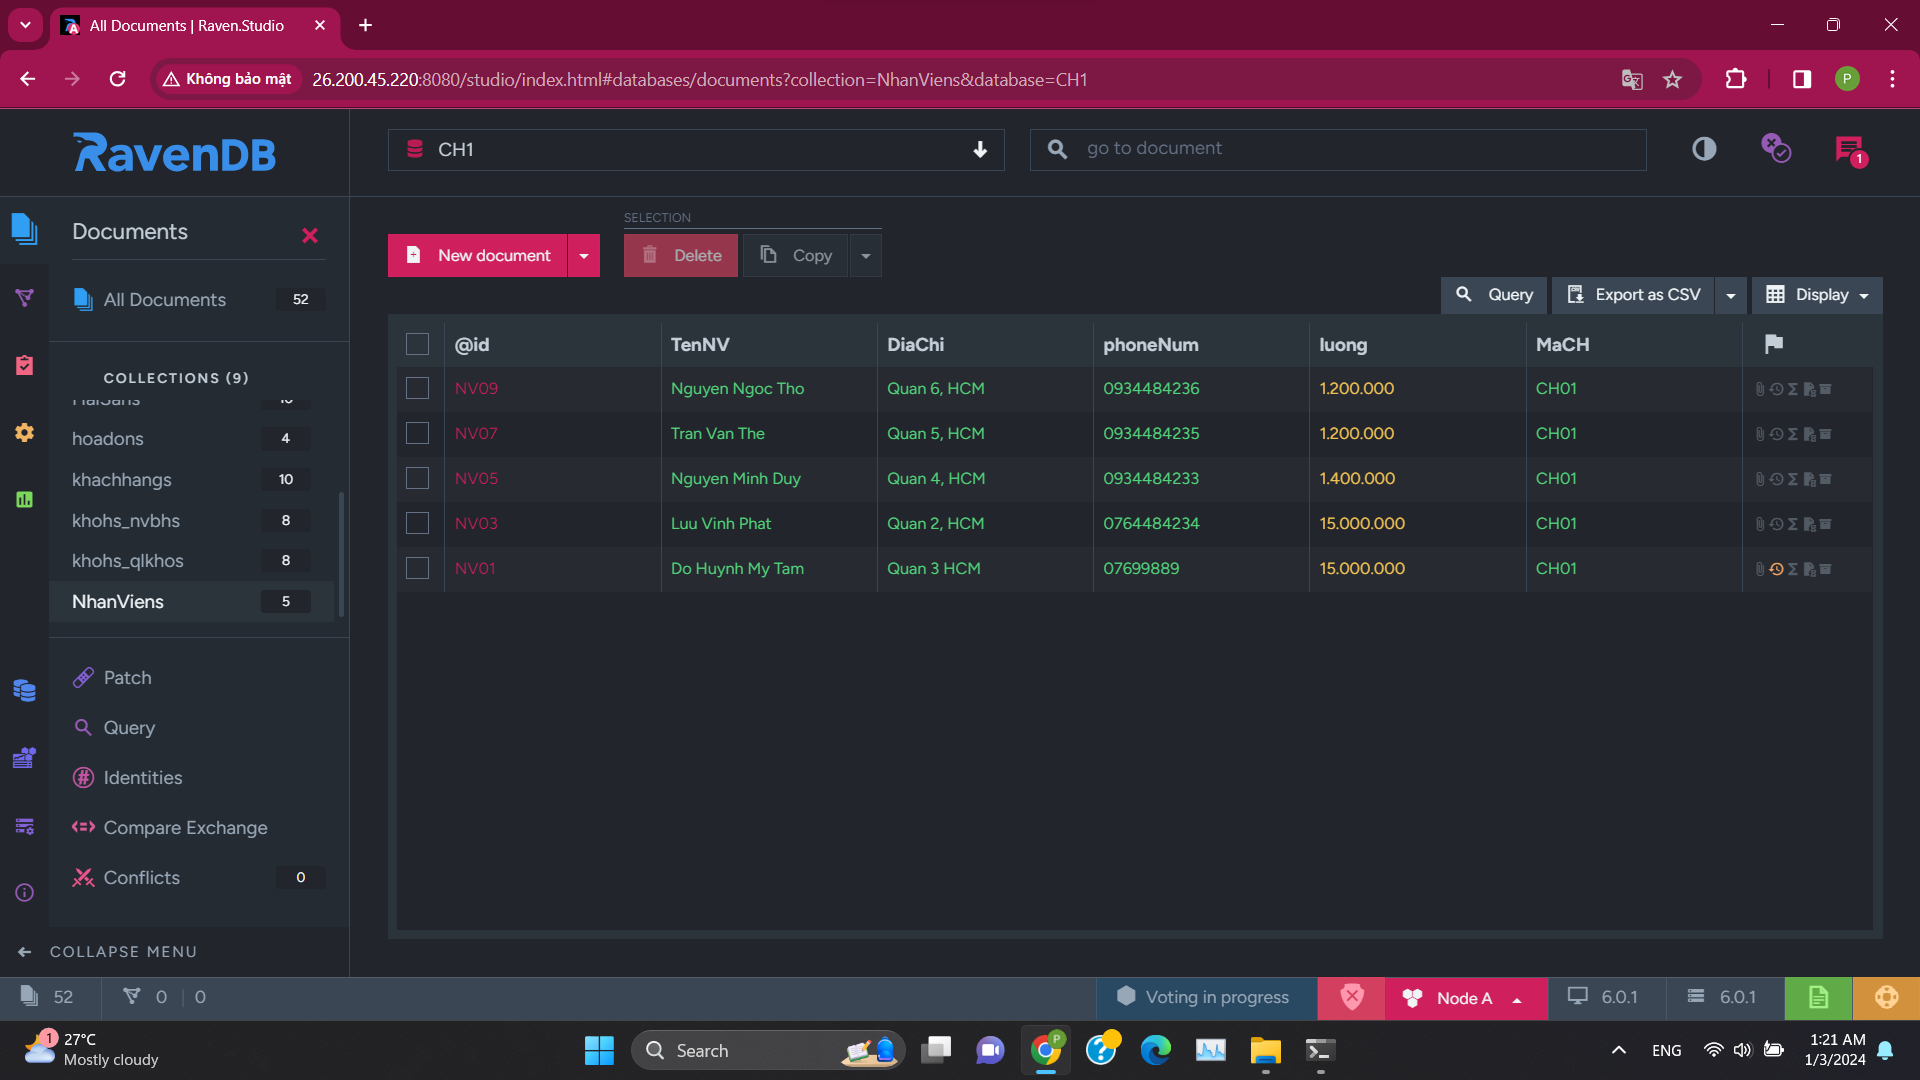 All Documents | Raven.Studio
Không bảo mật
26.200.45.220:8080/studio/index.html#databases/documents?collection=NhanViens&database=CH1
P
RavenDB
CH1
go to document
1
Documents
All Documents 52
COLLECTIONS (9)
hoadons 4
khachhangs 10
khohs_nvbhs 8
khohs_qlkhos 8
NhanViens 5
Patch
Query
Identities
Compare Exchange
Conflicts 0
COLLAPSE MENU
SELECTION
New document Delete Copy
Query Export as CSV Display
@id TenNV DiaChi phoneNum luong MaCH
NV09 Nguyen Ngoc Tho Quan 6, HCM 0934484236 1.200.000 CH01
NV07 Tran Van The Quan 5, HCM 0934484235 1.200.000 CH01
NV05 Nguyen Minh Duy Quan 4, HCM 0934484233 1.400.000 CH01
NV03 Luu Vinh Phat Quan 2, HCM 0764484234 15.000.000 CH01
NV01 Do Huynh My Tam Quan 3 HCM 07699889 15.000.000 CH01
52 0 | 0 Voting in progress Node A 6.0.1 6.0.1
1
27°C
Mostly cloudy
Search
P
ENG
1:21 AM
1/3/2024